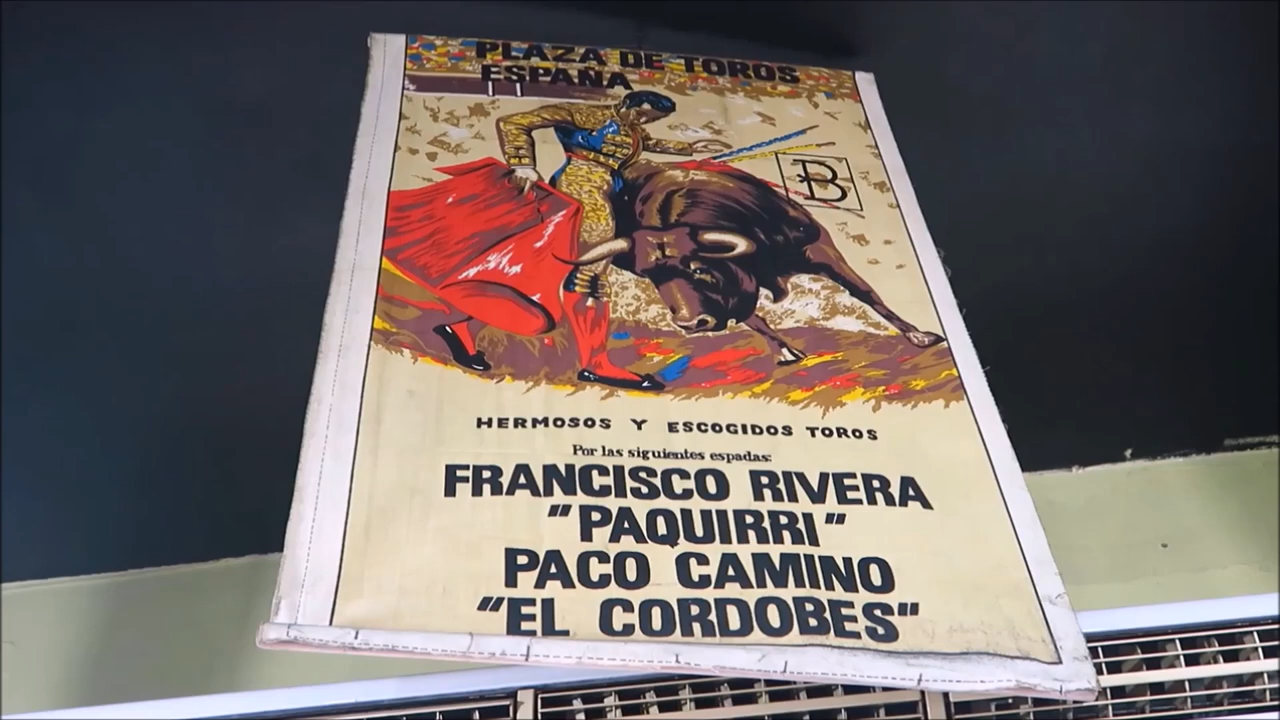 PLAZA DE TOROS
ESPAÑA
B
HERMOSOS Y ESCOGIDOS TOROS
Por las siguientes espadas:
FRANCISCO RIVERA
"PAQUIRRI"
PACO CAMINO
"EL CORDOBES"